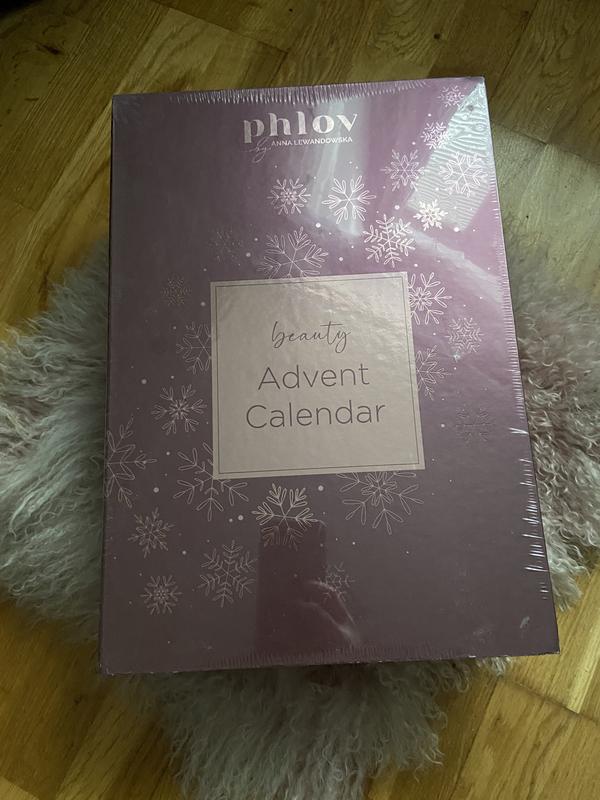 phlov
by ANNA LEWANDOWSKA
beauty
Advent
Calendar